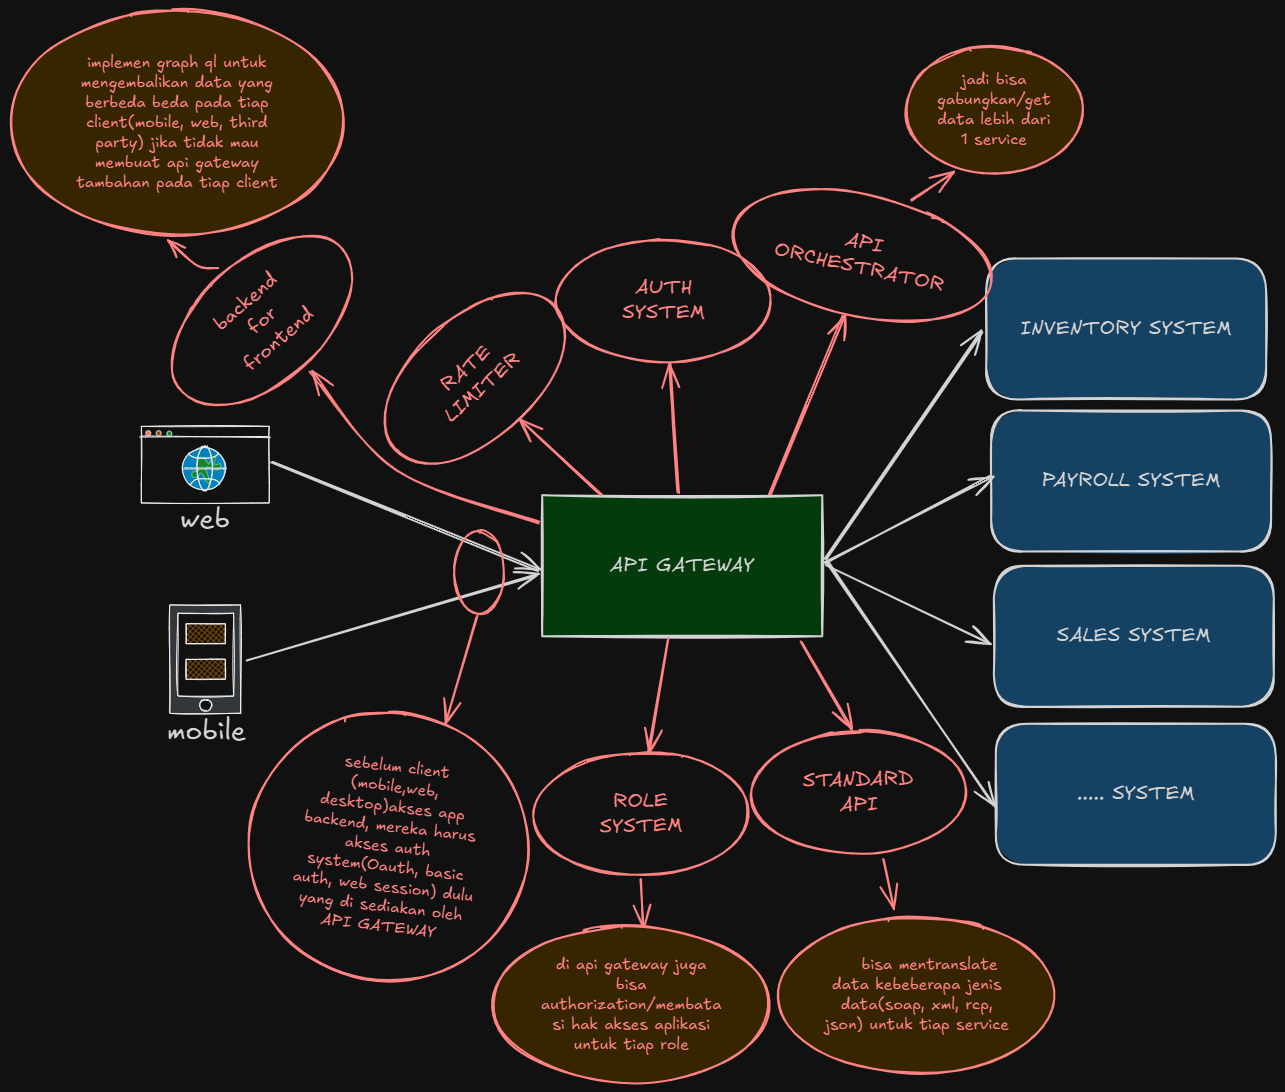 implemen graph ql untuk
mengembalikan data yang
berbeda beda pada tiap
client(mobile, web, third
party) jika tidak mau
membuat api gateway
tambahan pada tiap client
jadi bisa
gabungkan/get
data lebih dari
1 service
backend
for
frontend
RATE
LIMITER
AUTH
SYSTEM
API
ORCHESTRATOR
INVENTORY SYSTEM
PAYROLL SYSTEM
SALES SYSTEM
..... SYSTEM
web
API GATEWAY
mobile
sebelum client
(mobile,web,
desktop)akses app
backend, mereka harus
akses auth
system(Oauth, basic
auth, web session) dulu
yang di sediakan oleh
API GATEWAY
ROLE
SYSTEM
STANDARD
API
di api gateway juga
bisa
authorization/membata
si hak akses aplikasi
untuk tiap role
bisa mentranslate
data kebeberapa jenis
data(soap, xml, rcp,
json) untuk tiap service